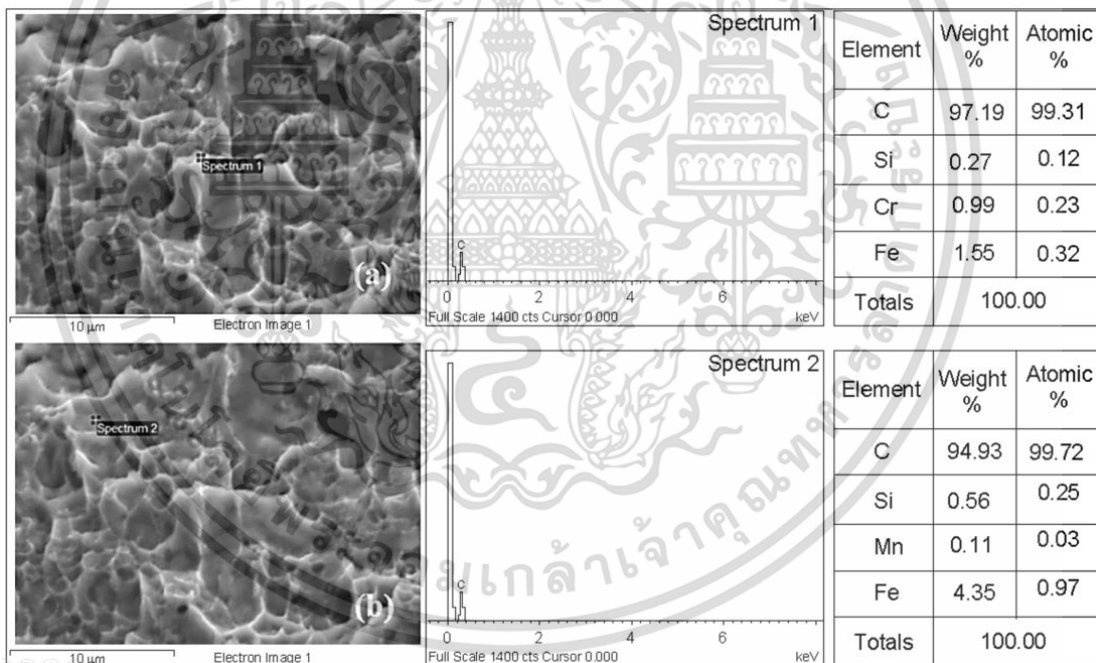 Spectrum 1
(a)
10 µm
Electron Image 1
Spectrum 1
C
0 2 4 6
Full Scale 1400 cts Cursor 0.000 keV
Element Weight % Atomic %
C 97.19 99.31
Si 0.27 0.12
Cr 0.99 0.23
Fe 1.55 0.32
Totals 100.00
Spectrum 2
(b)
10 µm
Electron Image 1
Spectrum 2
C
0 2 4 6
Full Scale 1400 cts Cursor 0.000 keV
Element Weight % Atomic %
C 94.93 99.72
Si 0.56 0.25
Mn 0.11 0.03
Fe 4.35 0.97
Totals 100.00